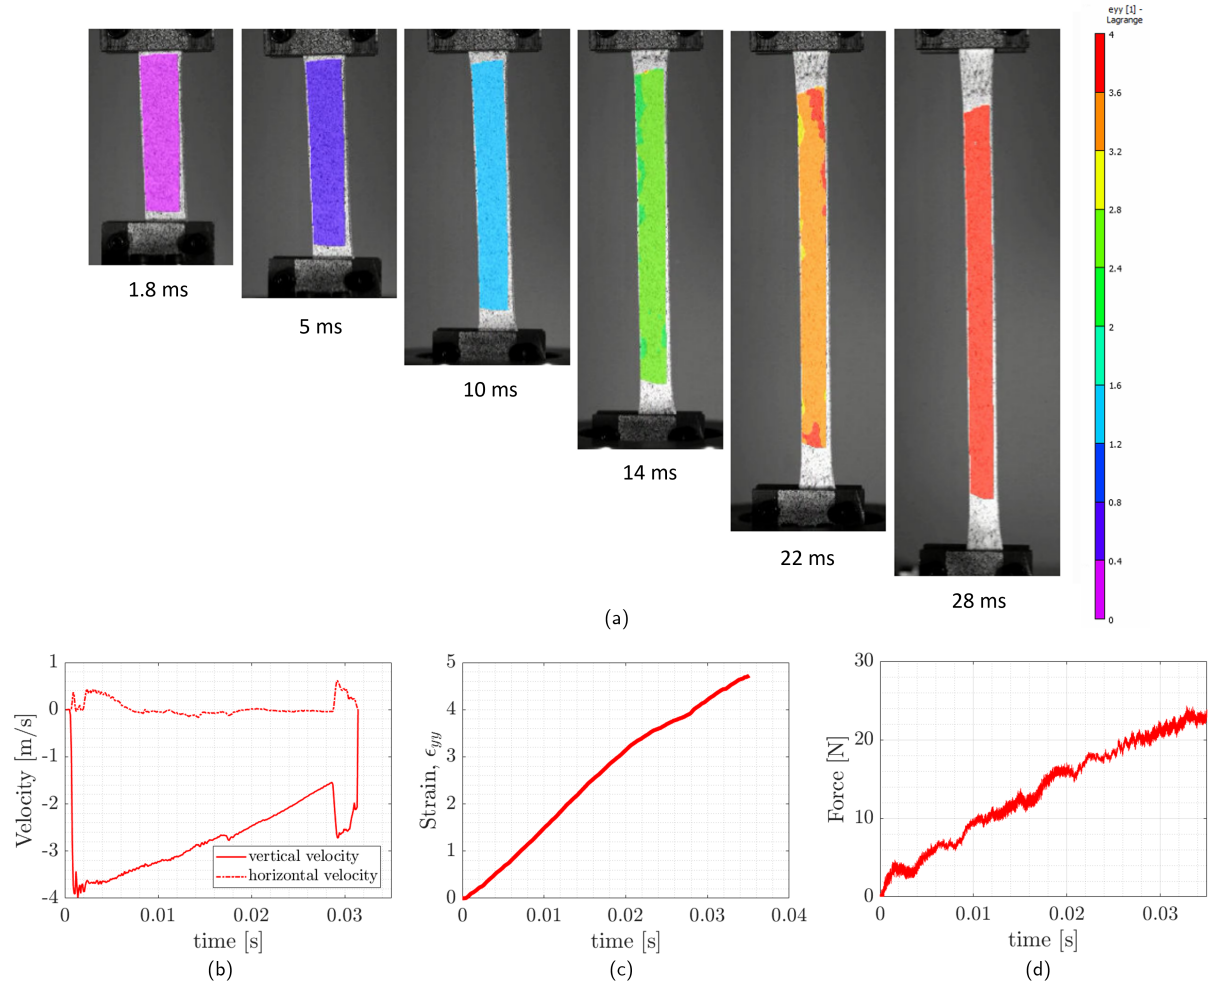 eyy [1] -
Lagrange
4
3.6
3.2
2.8
2.4
2
1.6
1.2
0.8
0.4
0
1.8 ms
5 ms
10 ms
14 ms
22 ms
28 ms
(a)
1
0
-1
-2
-3
-4
Velocity [m/s]
vertical velocity
horizontal velocity
0
0.01
0.02
0.03
time [s]
(b)
5
4
3
2
1
0
Strain, ϵyy
0
0.01
0.02
0.03
0.04
time [s]
(c)
30
20
10
0
Force [N]
0
0.01
0.02
0.03
time [s]
(d)